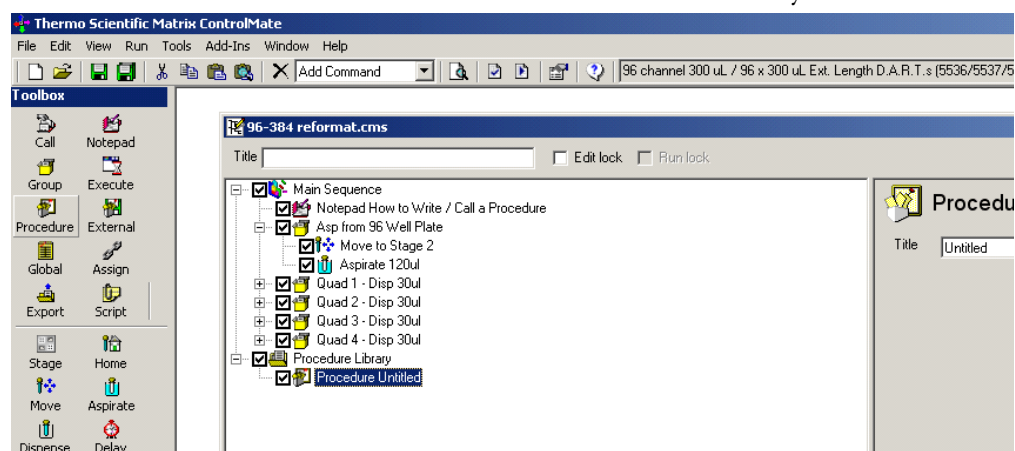 Thermo Scientific Matrix ControlMate
File Edit View Run Tools Add-Ins Window Help
Add Command 96 channel 300 uL / 96 x 300 uL Ext. Length D.A.R.T.s (5536/5537/5
Toolbox
Call Notepad
Group Execute
Procedure External
Global Assign
Export Script
Stage Home
Move Aspirate
Dispense Delay
96-384 reformat.cms
Title Edit lock Run lock
Main Sequence
Notepad How to Write / Call a Procedure
Asp from 96 Well Plate
Move to Stage 2
Aspirate 120ul
Quad 1 - Disp 30ul
Quad 2 - Disp 30ul
Quad 3 - Disp 30ul
Quad 4 - Disp 30ul
Procedure Library
Procedure Untitled
Procedu
Title Untitled